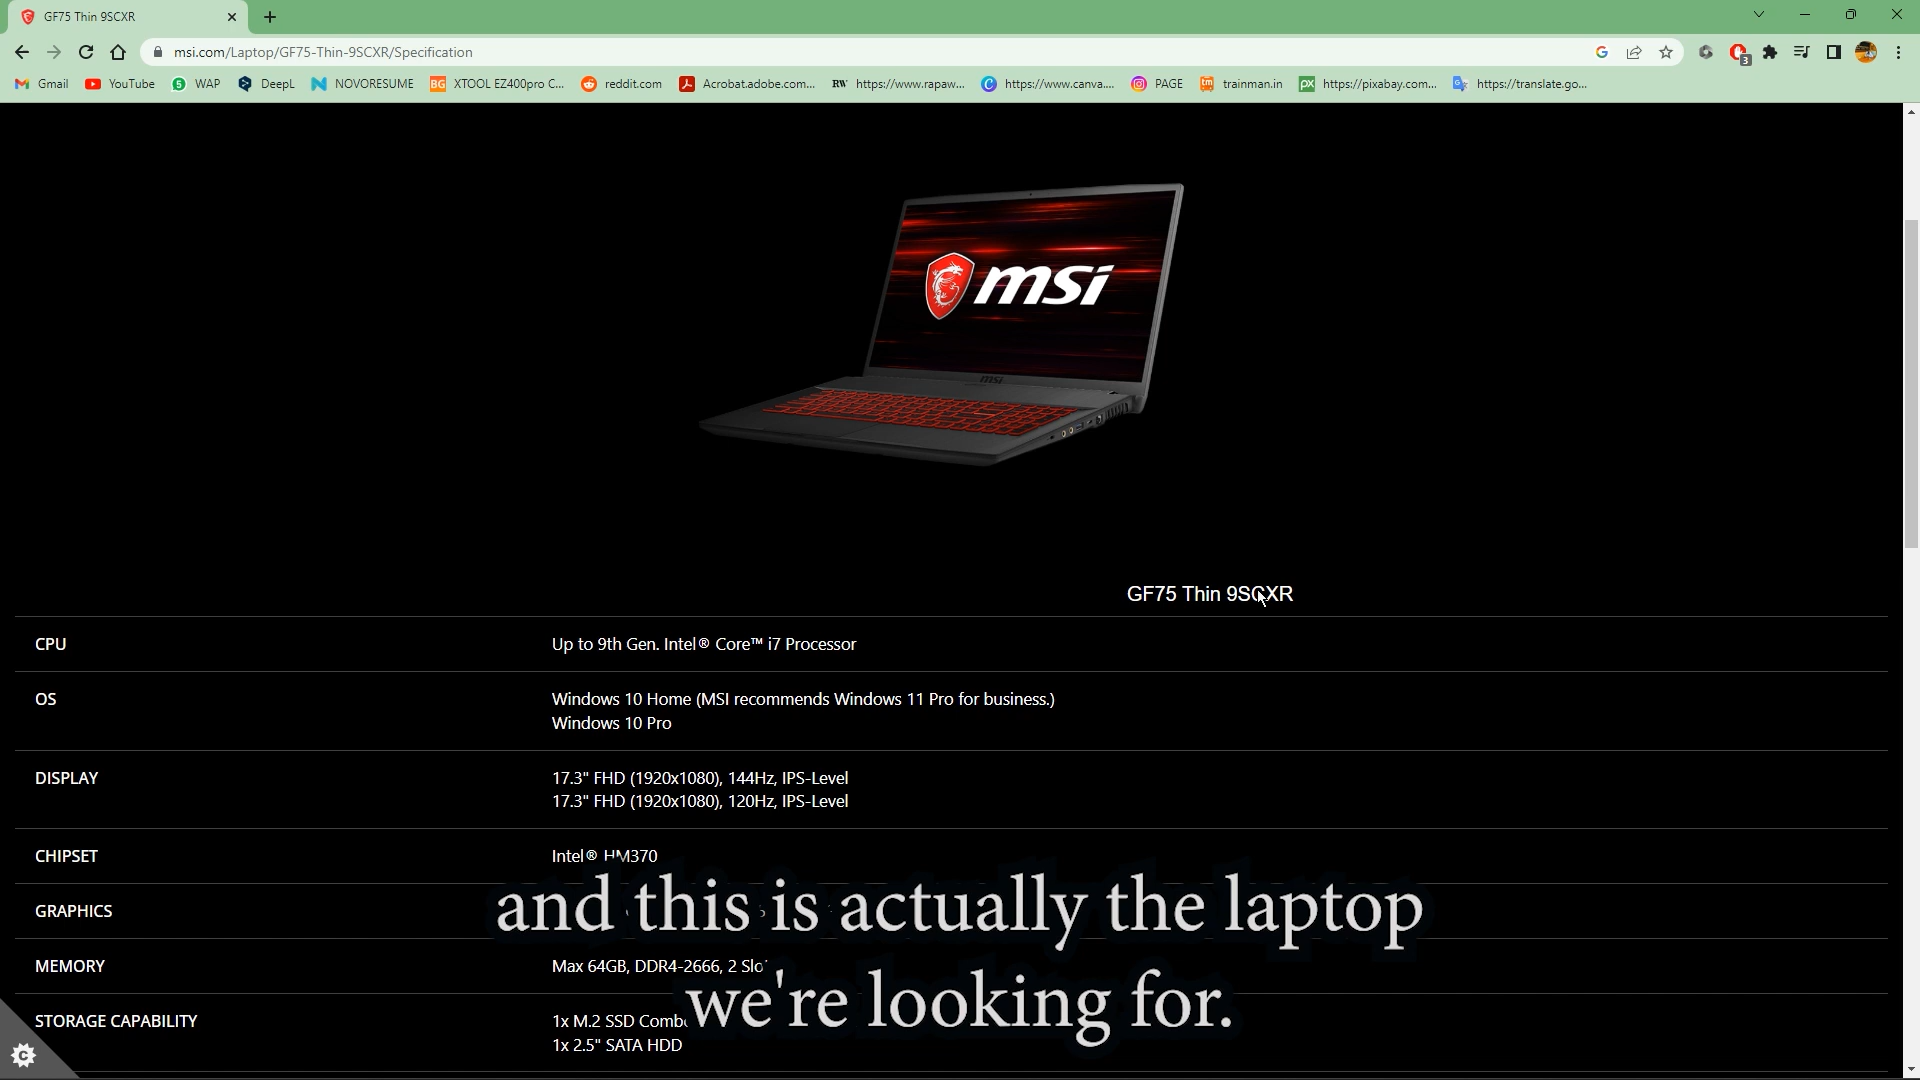 GF75 Thin 9SCXR
msi.com/Laptop/GF75-Thin-9SCXR/Specification
3
Gmail YouTube WAP DeepL NOVORESUME XTOOL EZ400pro C... reddit.com Acrobat.adobe.com... RW https://www.rapaw... https://www.canva.... PAGE trainman.in px https://pixabay.com... https://translate.go...
msi
msi
GF75 Thin 9SCXR
CPU Up to 9th Gen. Intel® Core™ i7 Processor
OS Windows 10 Home (MSI recommends Windows 11 Pro for business.)
Windows 10 Pro
DISPLAY 17.3" FHD (1920x1080), 144Hz, IPS-Level
17.3" FHD (1920x1080), 120Hz, IPS-Level
CHIPSET Intel® HM370
GRAPHICS
and this is actually the laptop
MEMORY Max 64GB, DDR4-2666, 2
we're looking for.
STORAGE CAPABILITY 1x M.2 SSD
1x 2.5" SATA HDD